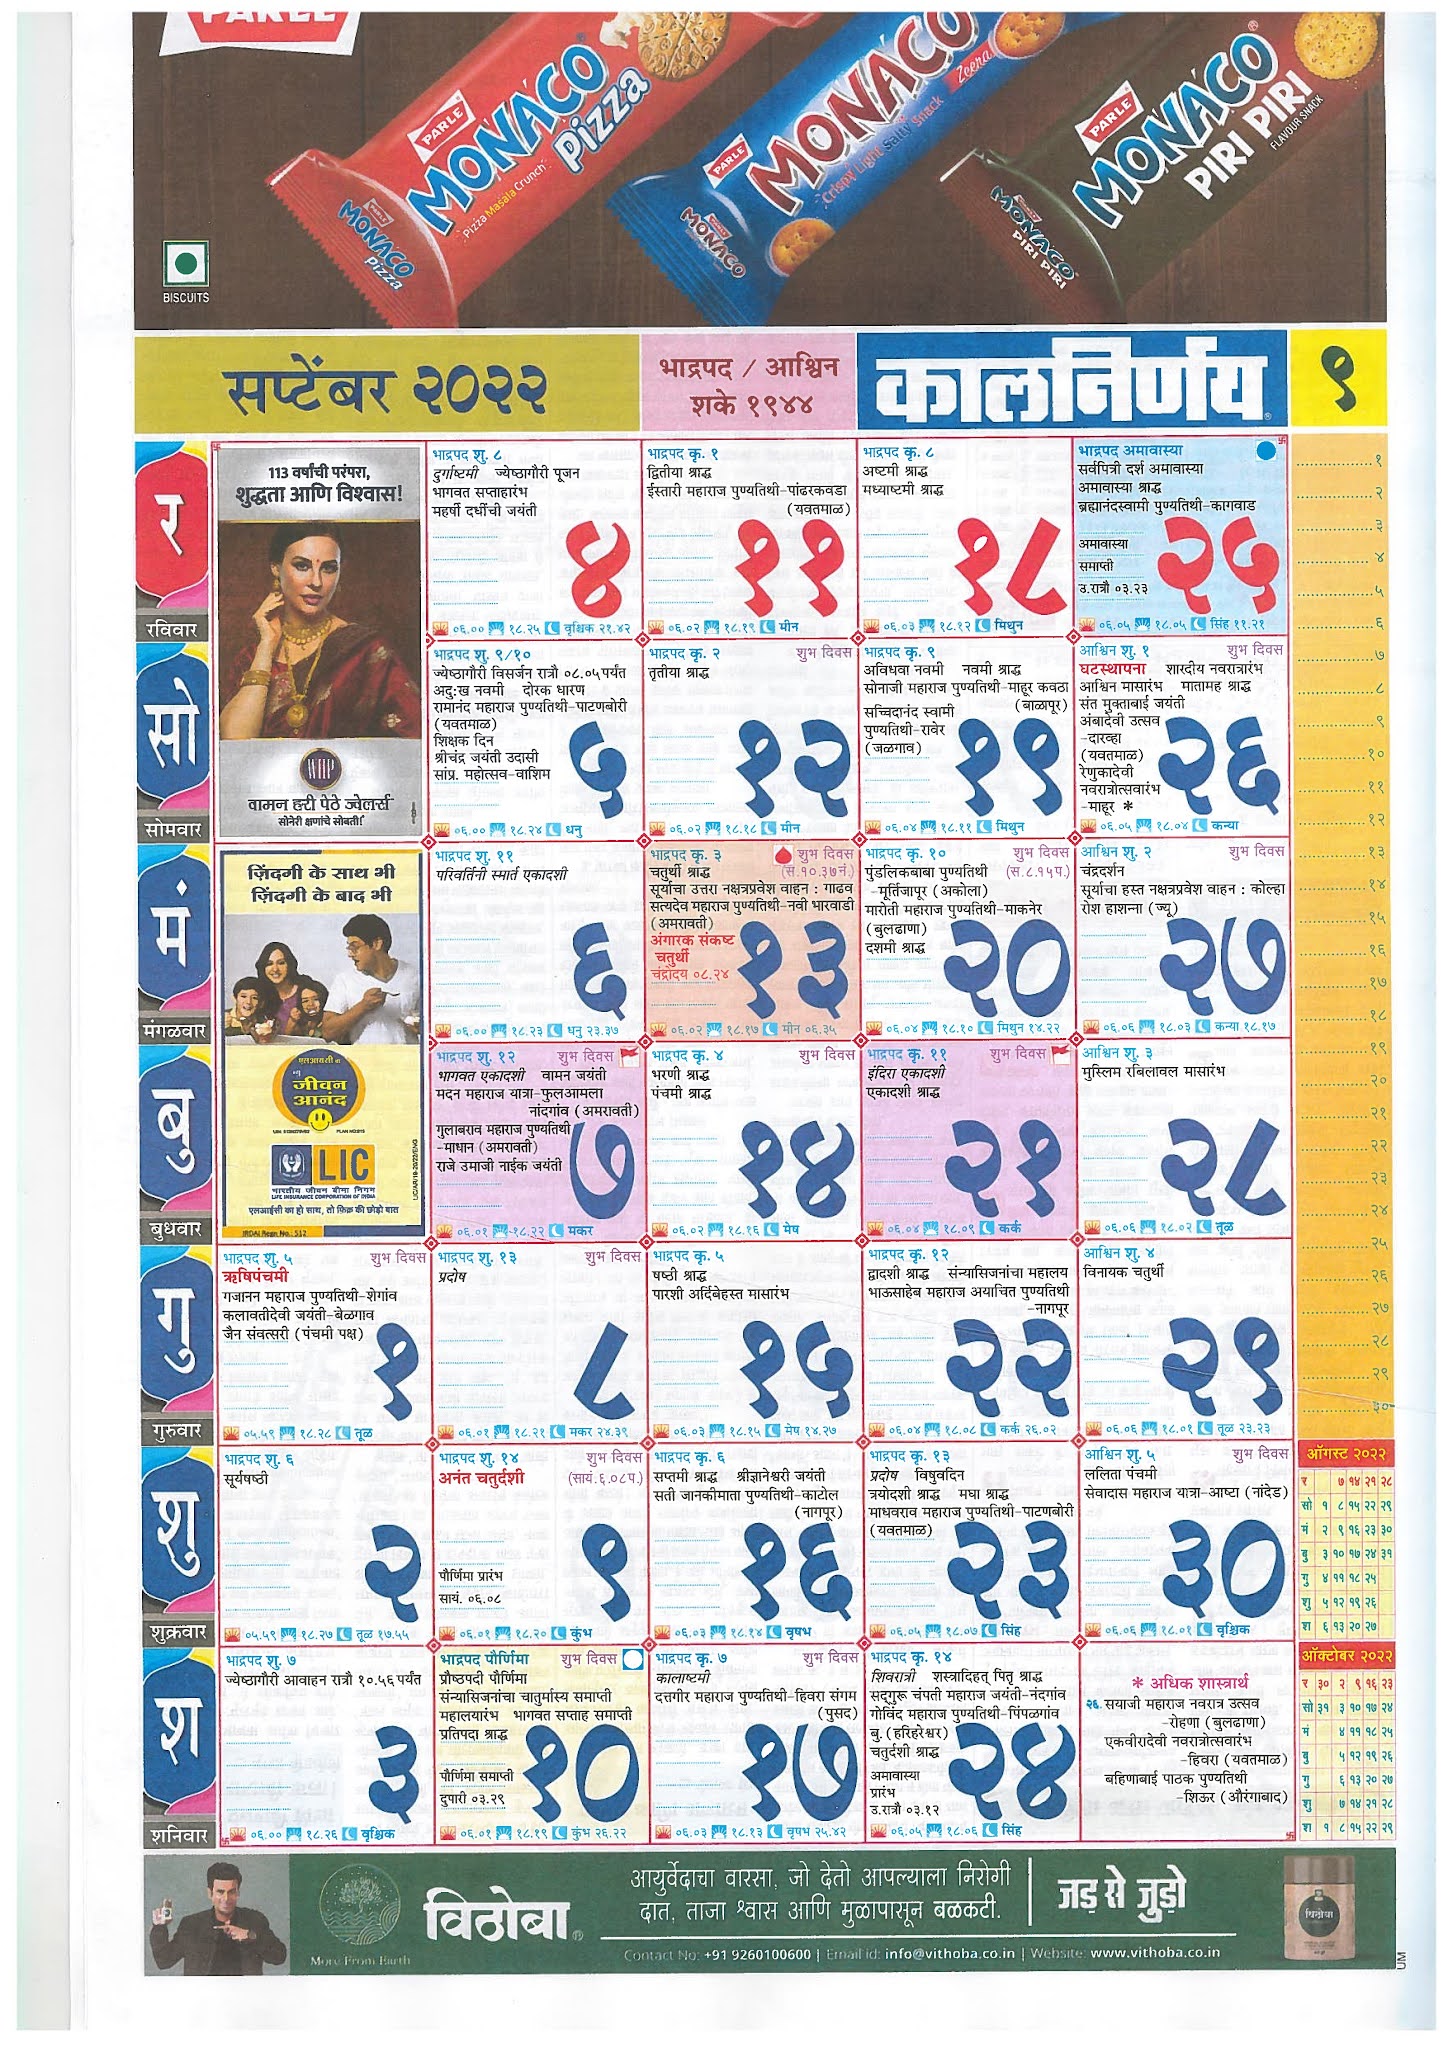 PARLE
PARLE
MONACO
Pizza
Pizza Masala Crunch
PARLE
MONACO
Pizza
PARLE
MONACO
Zeera
Crispy Light Salty Snack
PARLE
MONACO
PARLE
MONACO
PIRI PIRI
FLAVOUR SNACK
MONACO
PIRI PIRI
BISCUITS
सप्टेंबर २०२२
भाद्रपद / आश्विन
शके १९४४
कालनिर्णय
९
र
रविवार
113 वर्षांची परंपरा,
शुद्धता आणि विश्वास!
वामन हरी पेठे ज्वेलर्स
सोनेरी क्षणांचे सोबती!
भाद्रपद शु. ८
दुर्गाष्टमी ज्येष्ठागौरी पूजन
भागवत सप्ताहारंभ
महर्षी दधींची जयंती
४
०६.०० १८.२५ वृश्चिक २१.४२
भाद्रपद कृ. १
द्वितीया श्राद्ध
ईस्तारी महाराज पुण्यतिथी-पांढरकवडा
(यवतमाळ)
११
०६.०२ १८.१९ मीन
भाद्रपद कृ. ८
अष्टमी श्राद्ध
मध्याष्टमी श्राद्ध
१८
०६.०३ १८.१२ मिथुन
भाद्रपद अमावास्या
सर्वपित्री दर्श अमावास्या
अमावास्या श्राद्ध
ब्रह्मानंदस्वामी पुण्यतिथी-कागवाड
अमावास्या
समाप्ती
उ.रात्रौ ०३.२३
२५
०६.०५ १८.०५ सिंह ११.२१
सो
सोमवार
भाद्रपद शु. ९/१०
ज्येष्ठागौरी विसर्जन रात्रौ ०८.०५पर्यंत
अदुःख नवमी दोरक धारण
रामानंद महाराज पुण्यतिथी-पाटणबोरी
(यवतमाळ)
शिक्षक दिन
श्रीचंद्र जयंती उदासी
सांप्र. महोत्सव-वाशिम
५
०६.०० १८.२४ धनु
भाद्रपद कृ. २ शुभ दिवस
तृतीया श्राद्ध
१२
०६.०२ १८.१८ मीन
भाद्रपद कृ. ९
अविधवा नवमी नवमी श्राद्ध
सोनाजी महाराज पुण्यतिथी-माहूर कवठा
(बाळापूर)
सच्चिदानंद स्वामी
पुण्यतिथी-रावेर
(जळगाव)
१९
०६.०४ १८.११ मिथुन
आश्विन शु. १ शुभ दिवस
घटस्थापना शारदीय नवरात्रारंभ
आश्विन मासारंभ मातामह श्राद्ध
संत मुक्ताबाई जयंती
अंबादेवी उत्सव
-दारव्हा
(यवतमाळ)
रेणुकादेवी
नवरात्रोत्सवारंभ
-माहूर *
२६
०६.०५ १८.०४ कन्या
मं
मंगळवार
ज़िंदगी के साथ भी
ज़िंदगी के बाद भी
एलआयसी चा
न्यू
जीवन
आनंद
LIC
भारतीय जीवन बीमा निगम
LIFE INSURANCE CORPORATION OF INDIA
एलआईसी का हो साथ, तो फ़िक्र की छोड़ो बात
IRDAI Regn No.: 512
भाद्रपद शु. ११
परिवर्तिनी स्मार्त एकादशी
६
०६.०० १८.२३ धनु २३.३७
भाद्रपद कृ. ३ शुभ दिवस
चतुर्थी श्राद्ध (स.१०.३७नं.)
सूर्याचा उत्तरा नक्षत्रप्रवेश वाहन : गाढव
सत्यदेव महाराज पुण्यतिथी-नवी भारवाडी
(अमरावती)
अंगारक संकष्ट
चतुर्थी
चंद्रोदय ०८.२४
१३
०६.०२ १८.१७ मीन ०६.३५
भाद्रपद कृ. १० शुभ दिवस
पुंडलिकबाबा पुण्यतिथी (स.८.१५प.)
-मूर्तिजापूर (अकोला)
मारोती महाराज पुण्यतिथी-माकनेर
(बुलढाणा)
दशमी श्राद्ध
२०
०६.०४ १८.१० मिथुन १४.२२
आश्विन शु. २ शुभ दिवस
चंद्रदर्शन
सूर्याचा हस्त नक्षत्रप्रवेश वाहन : कोल्हा
रोश हाशन्ना (ज्यू)
२७
०६.०६ १८.०३ कन्या १८.१७
बु
बुधवार
भाद्रपद शु. १२ शुभ दिवस
भागवत एकादशी वामन जयंती
मदन महाराज यात्रा-फुलआमला
नांदगांव (अमरावती)
गुलाबराव महाराज पुण्यतिथी
-माधान (अमरावती)
राजे उमाजी नाईक जयंती
७
०६.०१ १८.२२ मकर
भाद्रपद कृ. ४
भरणी श्राद्ध
पंचमी श्राद्ध
१४
०६.०२ १८.१६ मेष
भाद्रपद कृ. ११ शुभ दिवस
इंदिरा एकादशी
एकादशी श्राद्ध
२१
०६.०४ १८.०९ कर्क
आश्विन शु. ३
मुस्लिम रबिलावल मासारंभ
२८
०६.०६ १८.०२ तूळ
गु
गुरुवार
भाद्रपद शु. ५ शुभ दिवस
ऋषिपंचमी
गजानन महाराज पुण्यतिथी-शेगांव
कलावतीदेवी जयंती-बेळगाव
जैन संवत्सरी (पंचमी पक्ष)
१
०५.५९ १८.२८ तूळ
भाद्रपद शु. १३ शुभ दिवस
प्रदोष
८
०६.०१ १८.२१ मकर २४.३९
भाद्रपद कृ. ५
षष्ठी श्राद्ध
पारशी अर्दिबेहस्त मासारंभ
१५
०६.०३ १८.१५ मेष १४.२७
भाद्रपद कृ. १२
द्वादशी श्राद्ध संन्यासिजनांचा महालय
भाऊसाहेब महाराज अयाचित पुण्यतिथी
-नागपूर
२२
०६.०४ १८.०८ कर्क २६.०२
आश्विन शु. ४
विनायक चतुर्थी
२९
०६.०६ १८.०१ तूळ २३.२३
शु
शुक्रवार
भाद्रपद शु. ६
सूर्यषष्ठी
२
०५.५९ १८.२७ तूळ १७.५५
भाद्रपद शु. १४ शुभ दिवस
अनंत चतुर्दशी (सायं.६.०८प.)
पौर्णिमा प्रारंभ
सायं. ०६.०८
९
०६.०१ १८.२० कुंभ
भाद्रपद कृ. ६
सप्तमी श्राद्ध श्रीज्ञानेश्वरी जयंती
सती जानकीमाता पुण्यतिथी-काटोल
(नागपूर)
१६
०६.०३ १८.१४ वृषभ
भाद्रपद कृ. १३
प्रदोष विषुवदिन
त्रयोदशी श्राद्ध मघा श्राद्ध
माधवराव महाराज पुण्यतिथी-पाटणबोरी
(यवतमाळ)
२३
०६.०५ १८.०७ सिंह
आश्विन शु. ५ शुभ दिवस
ललिता पंचमी
सेवादास महाराज यात्रा-आष्टा (नांदेड)
३०
०६.०६ १८.०१ वृश्चिक
श
शनिवार
भाद्रपद शु. ७
ज्येष्ठागौरी आवाहन रात्रौ १०.५६ पर्यंत
३
०६.०० १८.२६ वृश्चिक
भाद्रपद पौर्णिमा शुभ दिवस
प्रौष्ठपदी पौर्णिमा
संन्यासिजनांचा चातुर्मास्य समाप्ती
महालयारंभ भागवत सप्ताह समाप्ती
प्रतिपदा श्राद्ध
पौर्णिमा समाप्ती
दुपारी ०३.२९
१०
०६.०१ १८.१९ कुंभ २६.२२
भाद्रपद कृ. ७ शुभ दिवस
कालाष्टमी
दत्तगीर महाराज पुण्यतिथी-हिवरा संगम
(पुसद)
१७
०६.०३ १८.१३ वृषभ २५.४२
भाद्रपद कृ. १४
शिवरात्री शस्त्रादिहत् पितृ श्राद्ध
सद्‌गुरू चंपती महाराज जयंती-नंदगांव
गोविंद महाराज पुण्यतिथी-पिंपळगांव
बु. (हरिहरेश्वर)
चतुर्दशी श्राद्ध
अमावास्या
प्रारंभ
उ.रात्रौ ०३.१२
२४
०६.०५ १८.०६ सिंह
* अधिक शास्त्रार्थ
२६. सयाजी महाराज नवरात्र उत्सव
-रोहणा (बुलढाणा)
एकवीरादेवी नवरात्रोत्सवारंभ
-हिवरा (यवतमाळ)
बहिणाबाई पाठक पुण्यतिथी
-शिऊर (औरंगाबाद)
१
२
३
४
५
६
७
८
९
१०
११
१२
१३
१४
१५
१६
१७
१८
१९
२०
२१
२२
२३
२४
२५
२६
२७
२८
२९
३०
ऑगस्ट २०२२
र ७ १४ २१ २८
सो १ ८ १५ २२ २९
मं २ ९ १६ २३ ३०
बु ३ १० १७ २४ ३१
गु ४ ११ १८ २५
शु ५ १२ १९ २६
श ६ १३ २० २७
ऑक्टोबर २०२२
र ३० २ ९ १६ २३
सो ३१ ३ १० १७ २४
मं ४ ११ १८ २५
बु ५ १२ १९ २६
गु ६ १३ २० २७
शु ७ १४ २१ २८
श १ ८ १५ २२ २९
More From Earth
विठोबा
आयुर्वेदाचा वारसा, जो देतो आपल्याला निरोगी
दात, ताजा श्वास आणि मुळापासून बळकटी.
जड़ से जुड़ो
विठोबा
Contact No: +91 9260100600 | Email id: info@vithoba.co.in | Website: www.vithoba.co.in
UM